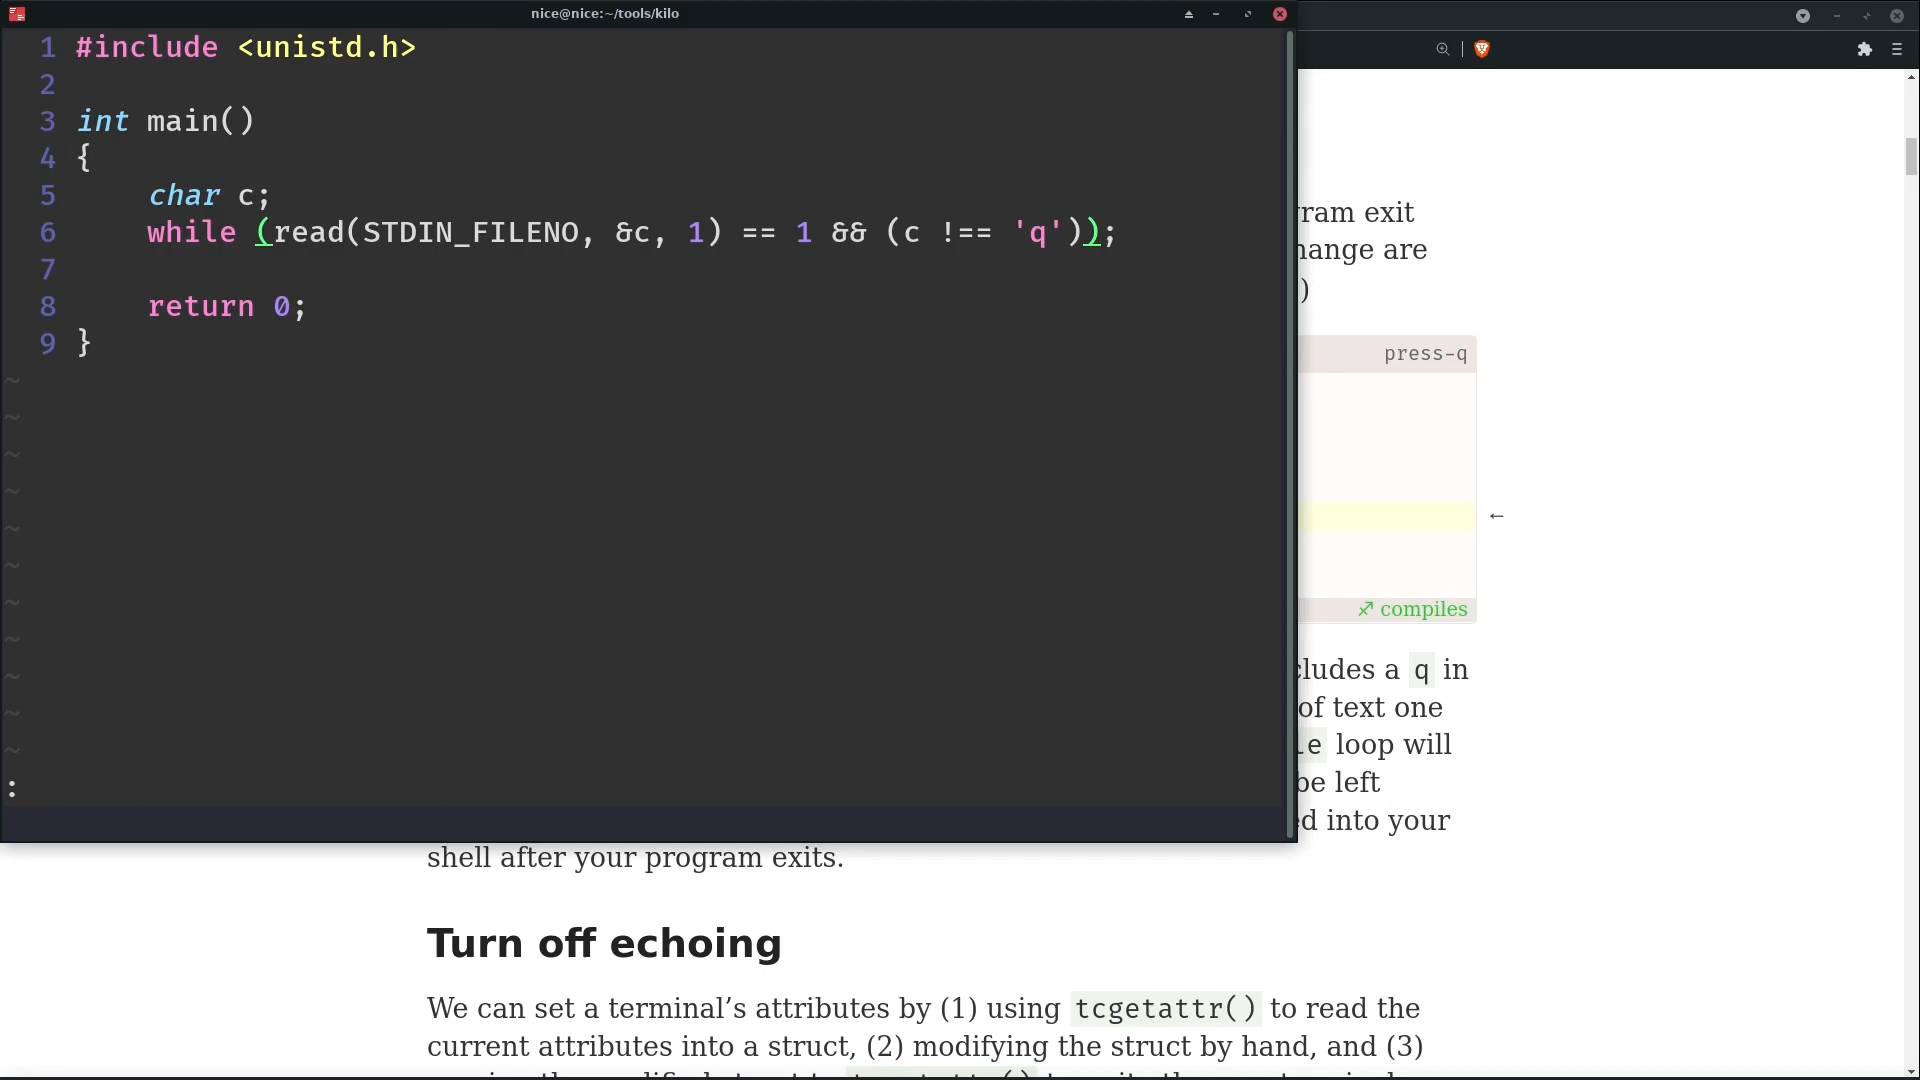 nice@nice:~/tools/kilo
1 #include <unistd.h>
2
3 int main()
4 {
5     char c;
6     while (read(STDIN_FILENO, &c, 1) == 1 && (c !== 'q'));
7
8     return 0;
9 }
~
~
~
~
~
~
~
~
~
~
~
:
exit
are
)
press-q
←
compiles
a q in
of text one
loop will
be left
into your
shell after your program exits.
Turn off echoing
We can set a terminal’s attributes by (1) using tcgetattr() to read the
current attributes into a struct, (2) modifying the struct by hand, and (3)